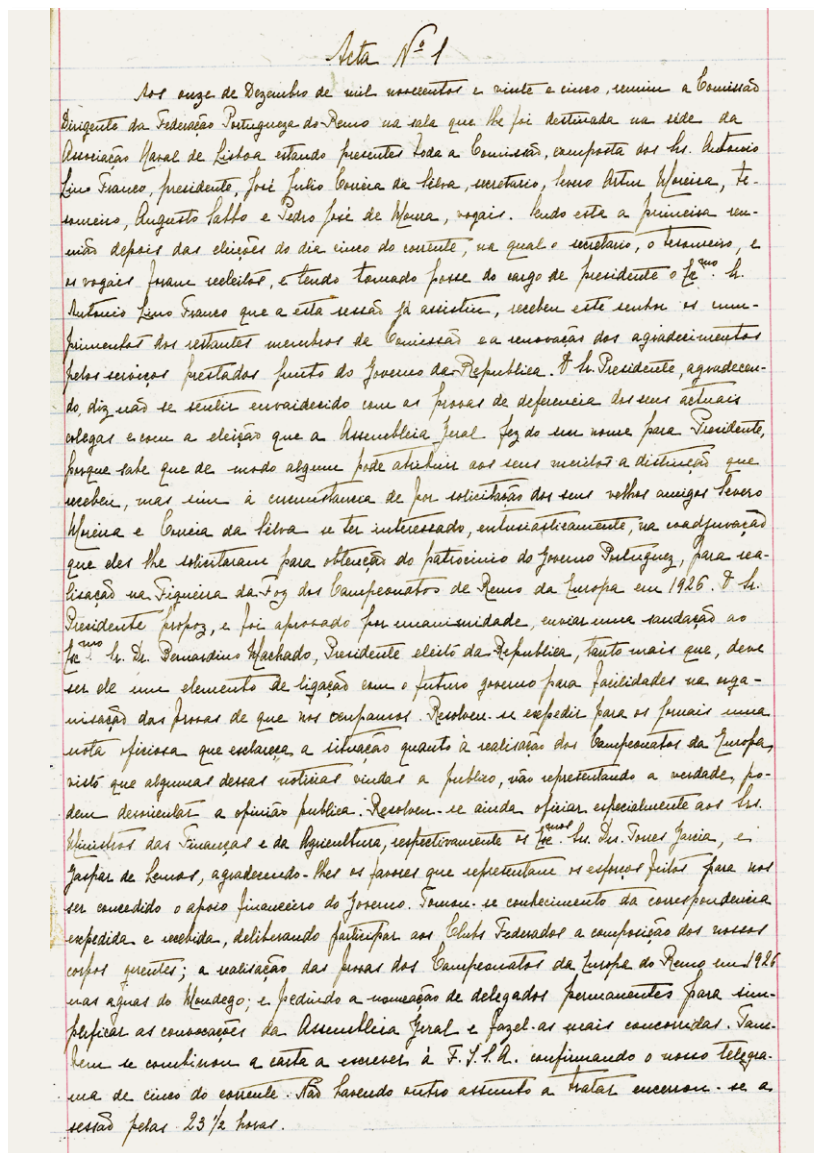 Acta Nº 1
Aos onze de Dezembro de mil novecentos e vinte e cinco, reuniu a Comissão
Dirigente da Federação Portugueza do Remo na sala que lhe foi destinada na séde da
Associação Naval de Lisboa estando presentes toda a Comissão, composta dos Srs. Antonio
Lino Franco, presidente, José Julio Correia da Silva, secretario, Severo Artur Moreira, te-
soureiro, Augusto Sabbo e Pedro José de Moura, vogais. Sendo esta a primeira reu-
nião depois das eleições do dia cinco do corrente, na qual o secretario, o tesoureiro, e
os vogais foram reeleitos, e tendo tomado posse do cargo de presidente o Exmo. Sr.
Antonio Lino Franco que a esta sessão já assistiu, recebeu este senhor os cum-
primentos dos restantes membros de Comissão e a renovação dos agradecimentos
pelos serviços prestados junto do Governo da Republica. O Sr. Presidente, agradecen-
do, diz não se sentir envaidecido com as provas de deferencia dos seus actuais
colegas e com a eleição que a Assembleia Geral fez do seu nome para Presidente,
porque sabe que de modo algum pode atribuir aos seus meritos a distinção que
recebeu, mas sim à circumstancia de por solicitação dos seus velhos amigos Severo
Moreira e Correia da Silva se ter interessado, entusiasticamente, na coadjuvação
que eles lhe solicitaram para obtenção do patrocinio do Governo Portuguez, para rea-
lisação na Figueira da Foz dos Campeonatos de Remo da Europa em 1926. O Sr.
Presidente propoz, e foi aprovado por unanimidade, enviar uma saudação ao
Exmo. Sr. Dr. Bernardino Machado, Presidente eleito da Republica, tanto mais que, deve
ser ele um elemento de ligação com o futuro governo para facilidades na orga-
nisação das provas de que nos ocupamos. Resolveu-se expedir para os jornais uma
nota oficiosa que esclareça a situação quanto à realisação dos Campeonatos da Europa,
visto que algumas dessas noticias vindas a publico, não representando a verdade, po-
dem desorientar a opinião publica. Resolveu-se ainda oficiar especialmente aos Srs.
Ministros das Finanças e da Agricultura, respectivamente os Exmos. Srs. Drs. Torres Garcia, e
Gaspar de Lemos, agradecendo-lhes os favores que representam os esforços feitos para nos
ser concedido o apoio financeiro do Governo. Tomou-se conhecimento da correspondencia
expedida e recebida, deliberando participar aos Clubs Federados a composição dos nossos
corpos gerentes; a realisação das provas dos Campeonatos da Europa do Remo em 1926
nas aguas do Mondego; e pedindo a nomeação de delegados permanentes para sim-
plificar as convocações da Assembleia Geral e fazel-as mais concorridas. Tam-
bem se combinou a carta a escrever à F.I.S.A. confirmando o nosso telegra-
ma de cinco do corrente. Não havendo outro assunto a tratar encerrou-se a
sessão pelas 23 ½ horas.